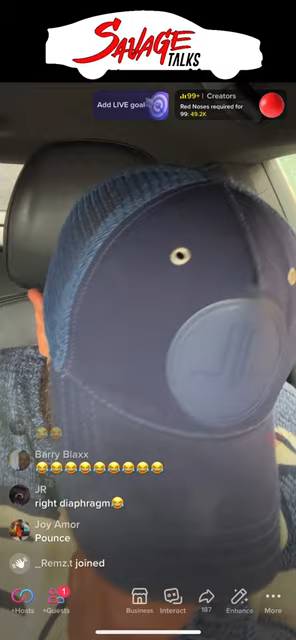 SAVAGE
TALKS
Add LIVE goal
99+ | Creators
Red Noses required for
99: 49.2K
😂😂
Barry Blaxx
😂😂😂😂😂😂😂😂😂😂
JR
right diaphragm😂
Joy Amor
Pounce
_Remz.t joined
1
+Hosts
+Guests
Business
Interact
187
Enhance
More